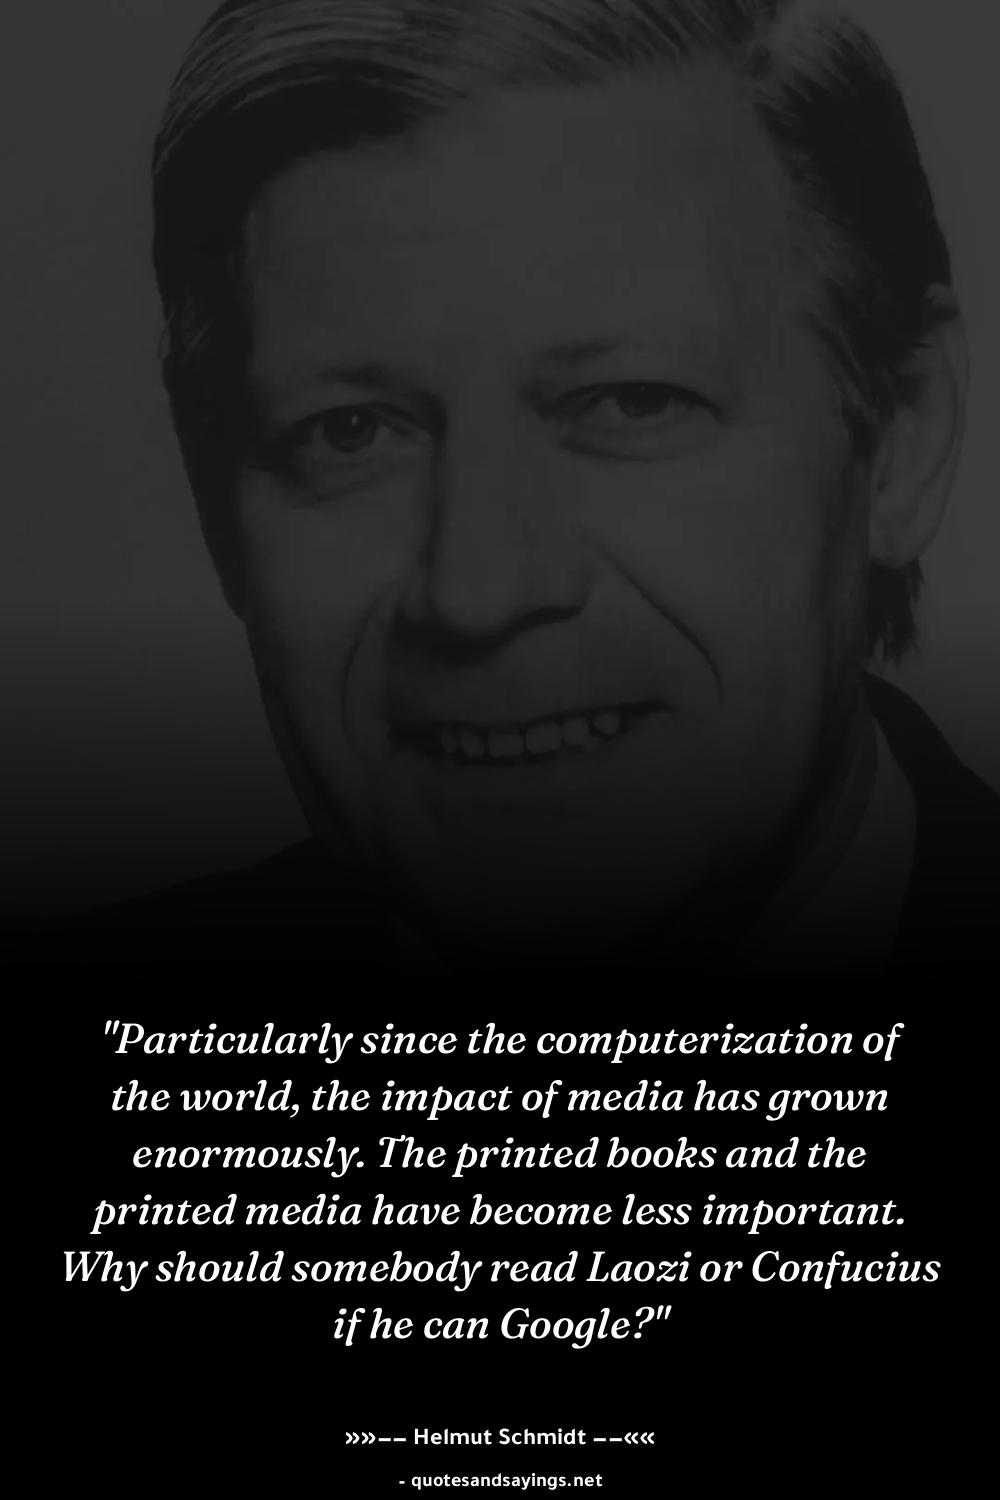 "Particularly since the computerization of
the world, the impact of media has grown
enormously. The printed books and the
printed media have become less important.
Why should somebody read Laozi or Confucius
if he can Google?"
»»–– Helmut Schmidt ––««
- quotesandsayings.net